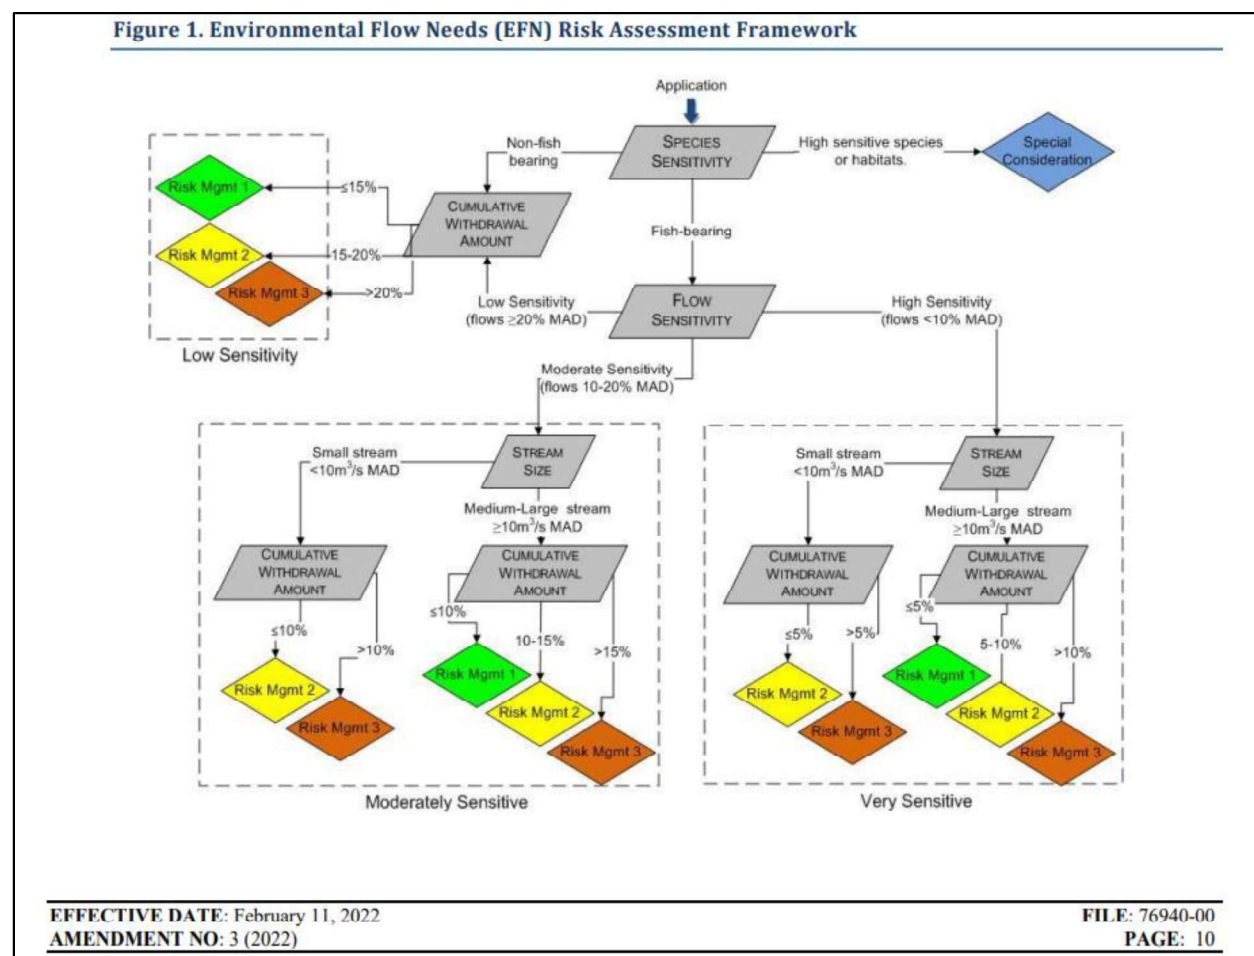 Figure 1. Environmental Flow Needs (EFN) Risk Assessment Framework
Application
SPECIES
SENSITIVITY
Non-fish
bearing
High sensitive species
or habitats.
Special
Consideration
Risk Mgmt 1
≤15%
CUMULATIVE
WITHDRAWAL
AMOUNT
Risk Mgmt 2
15-20%
Risk Mgmt 3
>20%
Low Sensitivity
Fish-bearing
Low Sensitivity
(flows ≥20% MAD)
FLOW
SENSITIVITY
High Sensitivity
(flows <10% MAD)
Moderate Sensitivity
(flows 10-20% MAD)
Small stream
<10m³/s MAD
STREAM
SIZE
Medium-Large stream
≥10m³/s MAD
CUMULATIVE
WITHDRAWAL
AMOUNT
CUMULATIVE
WITHDRAWAL
AMOUNT
≤10%
>10%
≤10%
10-15%
>15%
Risk Mgmt 2
Risk Mgmt 3
Risk Mgmt 1
Risk Mgmt 2
Risk Mgmt 3
Moderately Sensitive
Small stream
<10m³/s MAD
STREAM
SIZE
Medium-Large stream
≥10m³/s MAD
CUMULATIVE
WITHDRAWAL
AMOUNT
CUMULATIVE
WITHDRAWAL
AMOUNT
≤5%
>5%
≤5%
5-10%
>10%
Risk Mgmt 2
Risk Mgmt 3
Risk Mgmt 1
Risk Mgmt 2
Risk Mgmt 3
Very Sensitive
EFFECTIVE DATE: February 11, 2022
FILE: 76940-00
AMENDMENT NO: 3 (2022)
PAGE: 10